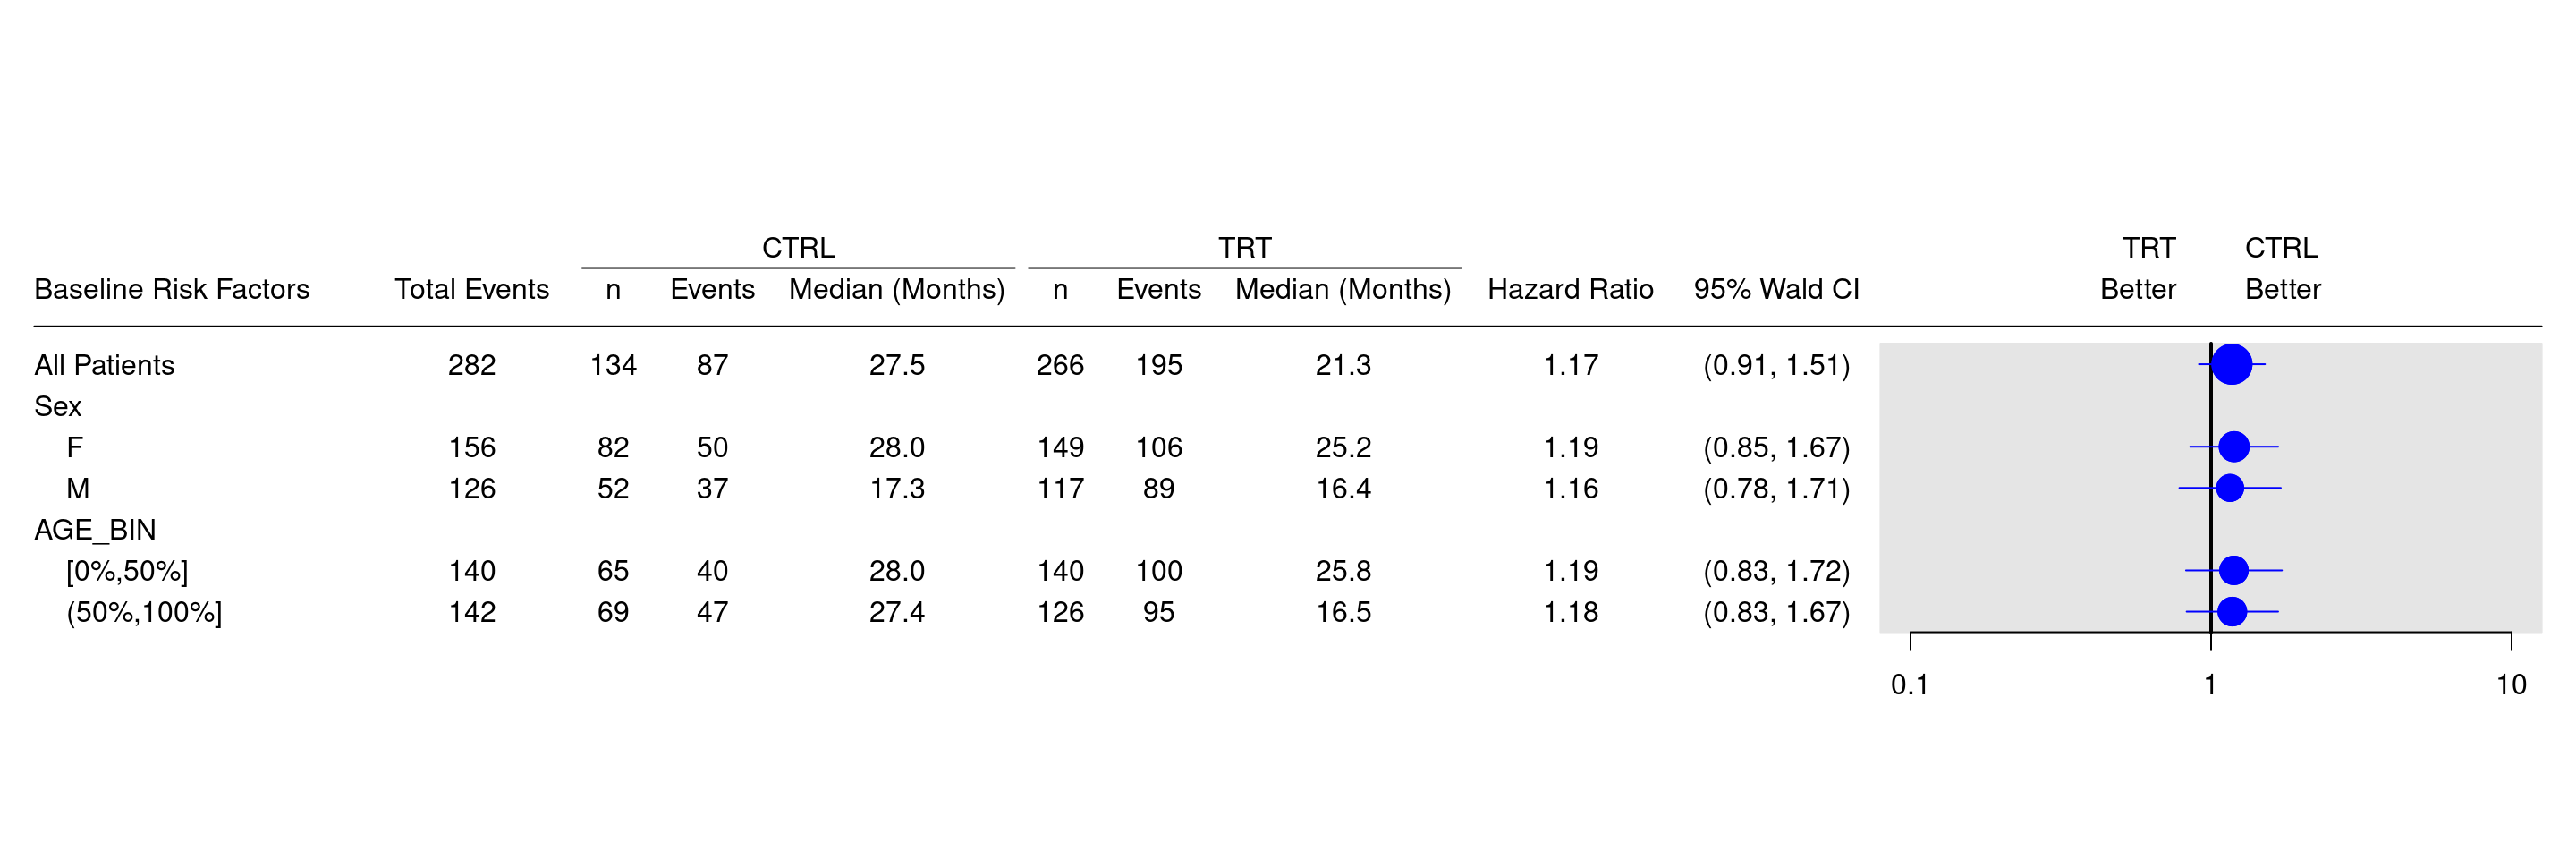 CTRL TRT TRT CTRL
Baseline Risk Factors Total Events n Events Median (Months) n Events Median (Months) Hazard Ratio 95% Wald CI Better Better
All Patients 282 134 87 27.5 266 195 21.3 1.17 (0.91, 1.51)
Sex
F 156 82 50 28.0 149 106 25.2 1.19 (0.85, 1.67)
M 126 52 37 17.3 117 89 16.4 1.16 (0.78, 1.71)
AGE_BIN
[0%,50%] 140 65 40 28.0 140 100 25.8 1.19 (0.83, 1.72)
(50%,100%] 142 69 47 27.4 126 95 16.5 1.18 (0.83, 1.67)
0.1 1 10